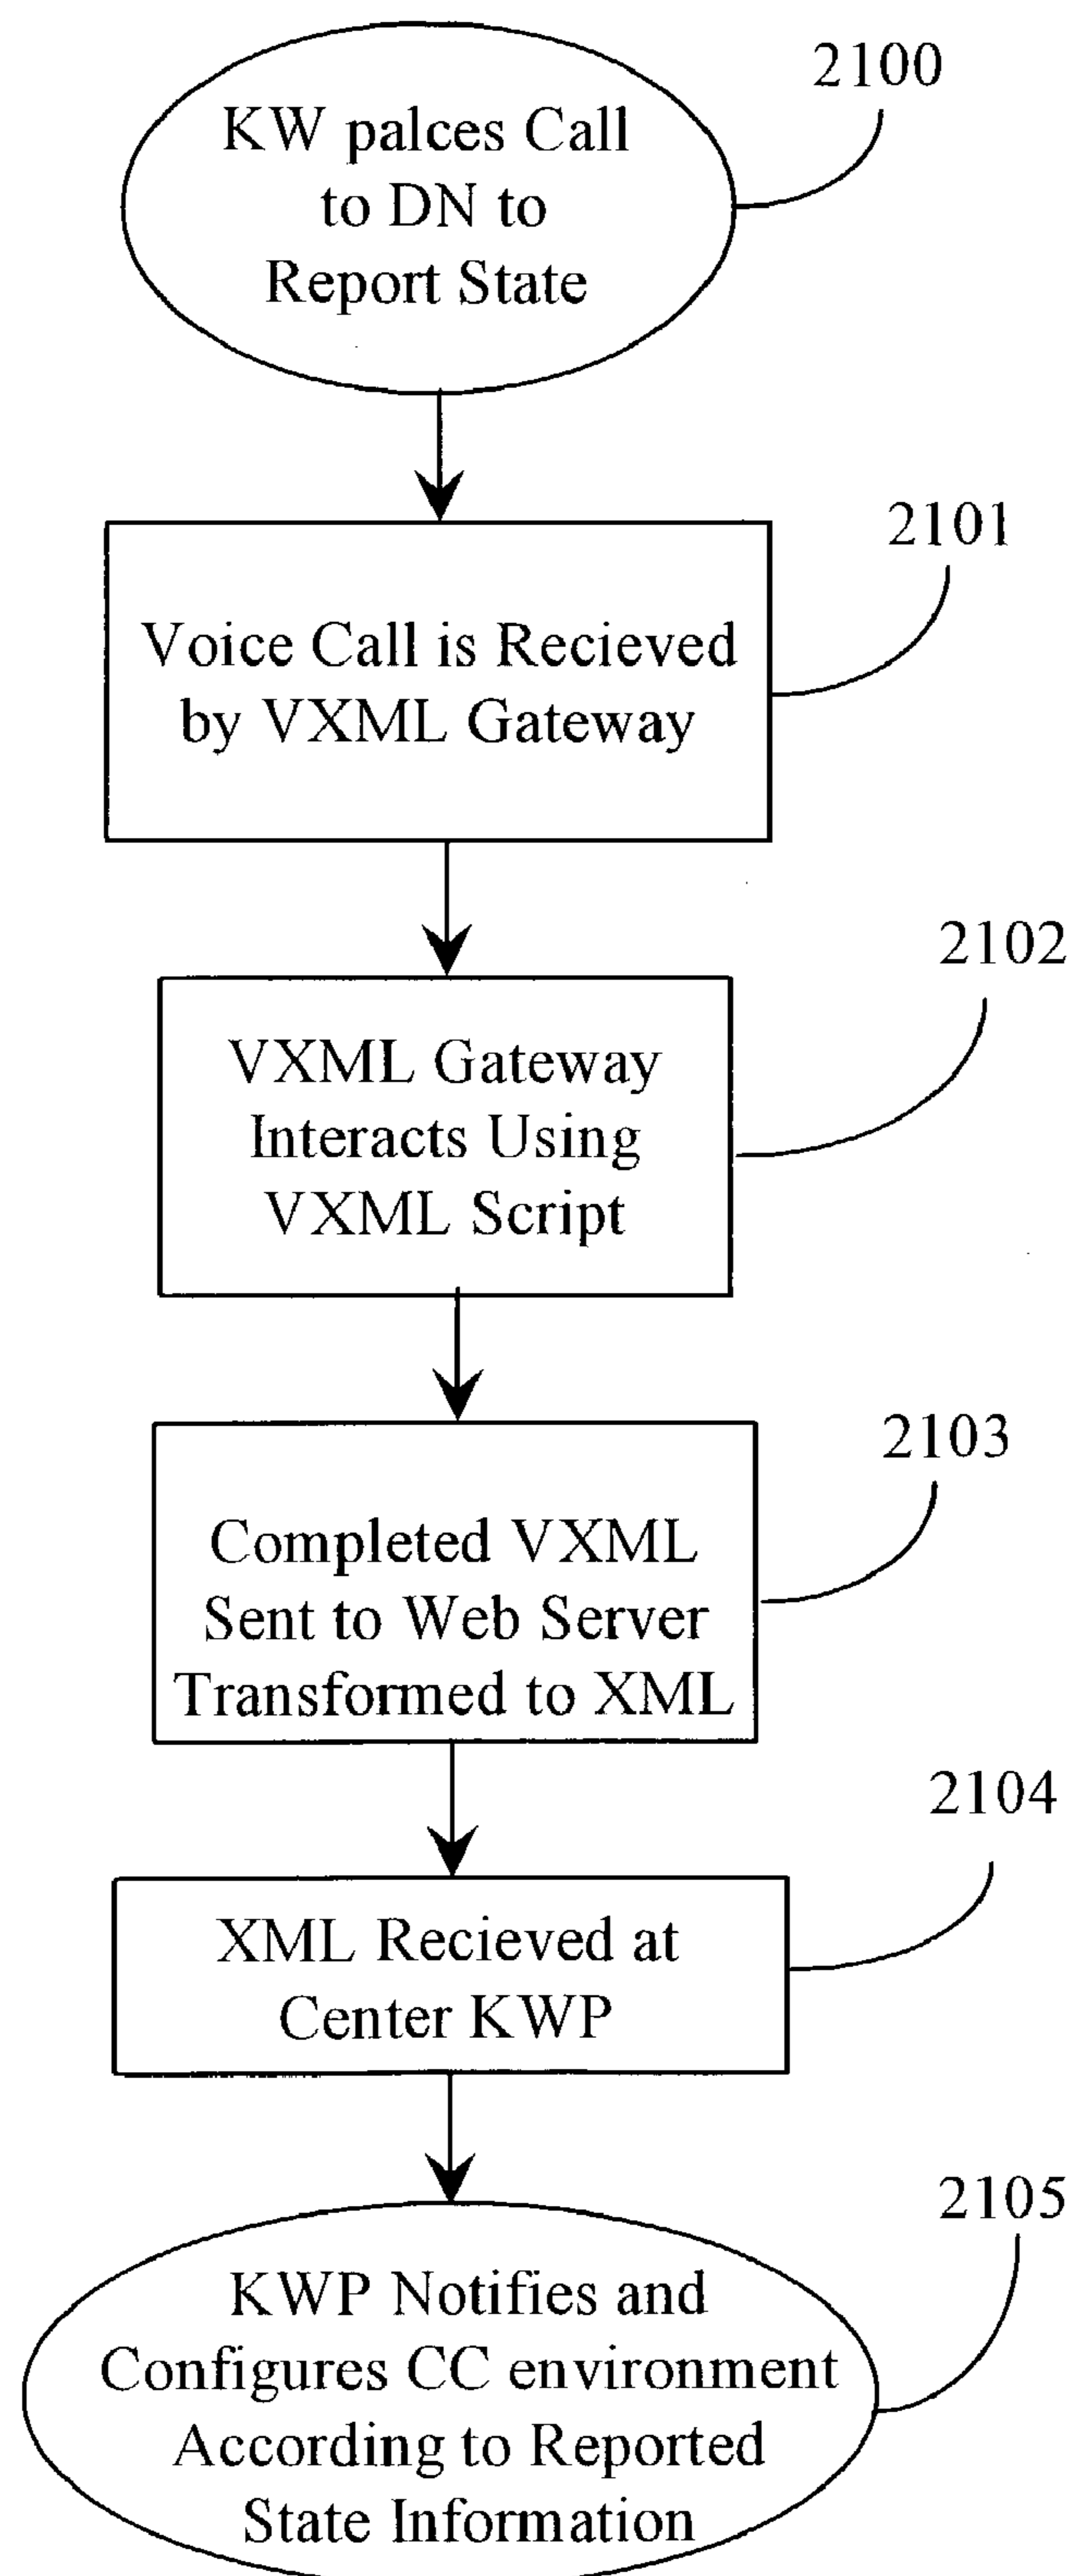 KW palces Call
to DN to
Report State
2100
Voice Call is Recieved
by VXML Gateway
2101
VXML Gateway
Interacts Using
VXML Script
2102
Completed VXML
Sent to Web Server
Transformed to XML
2103
XML Recieved at
Center KWP
2104
KWP Notifies and
Configures CC environment
According to Reported
State Information
2105